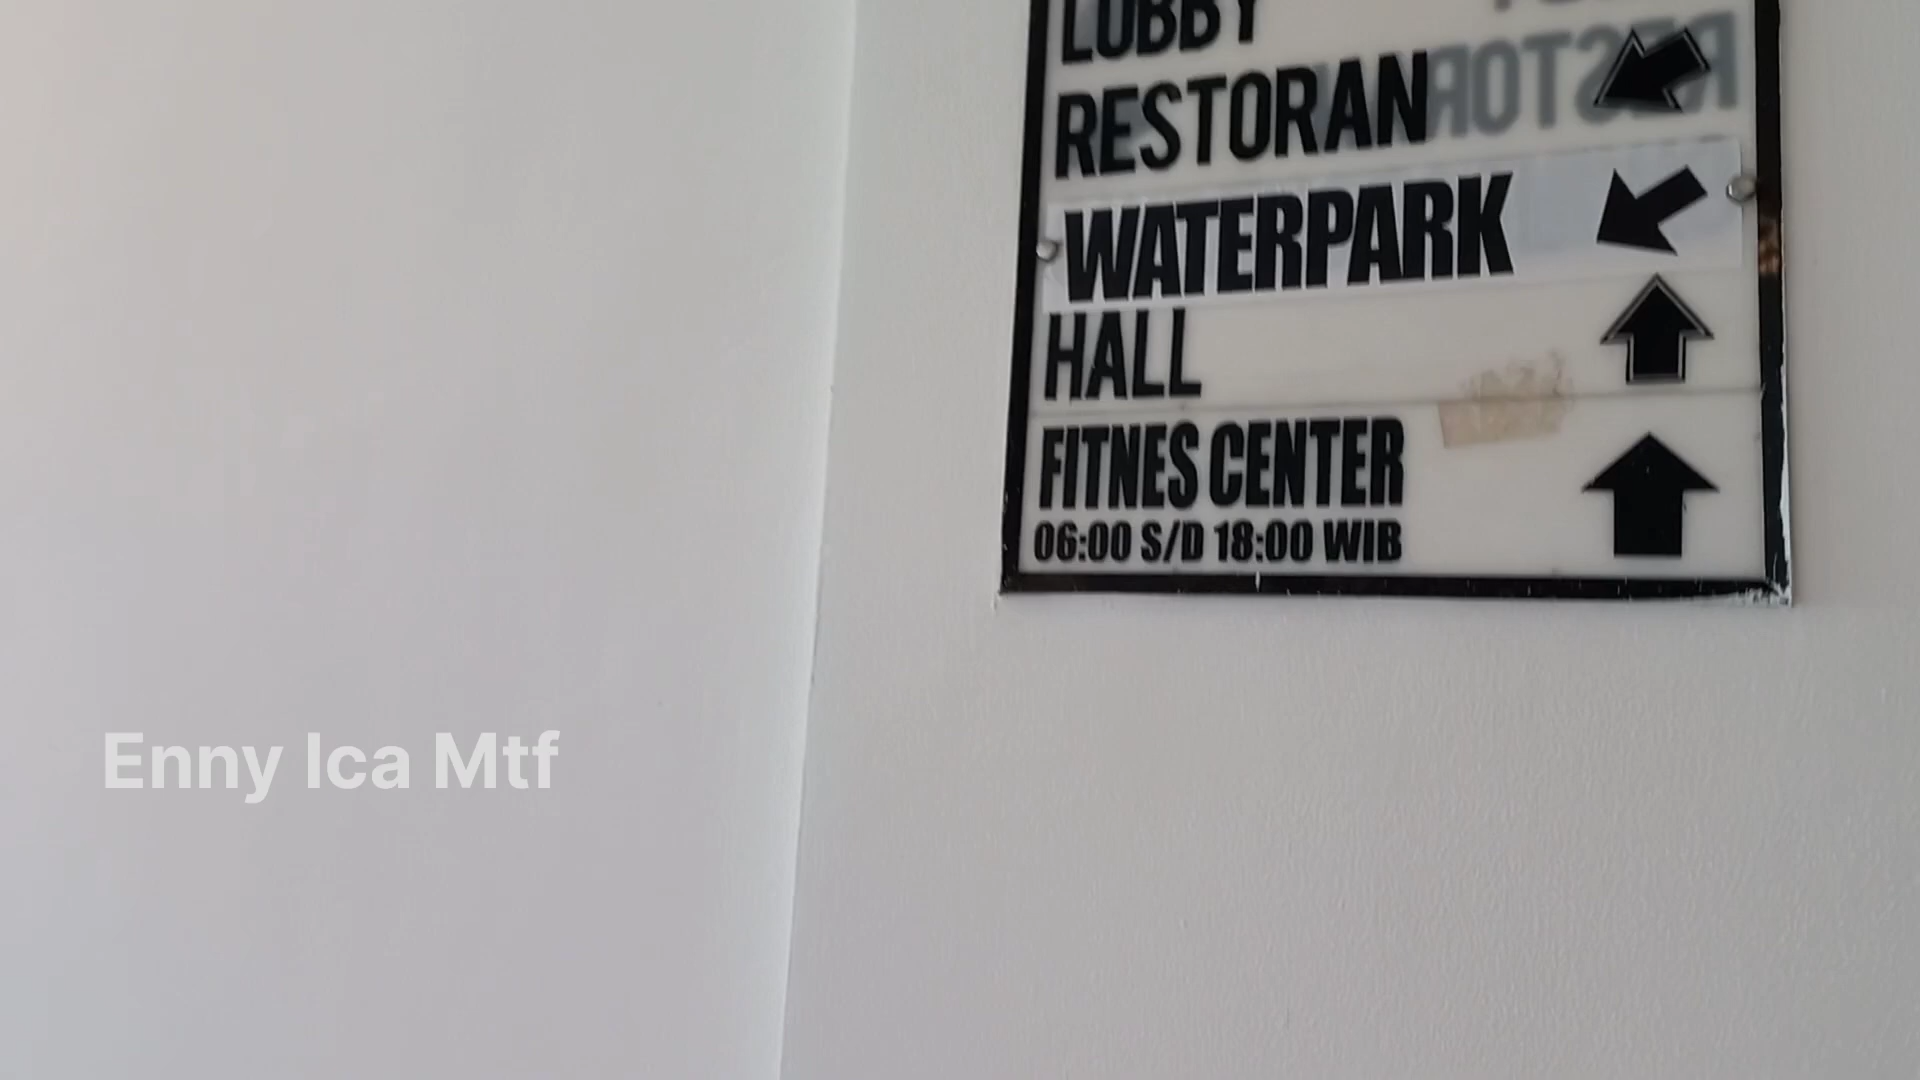 LOBBY
RESTORAN
WATERPARK
HALL
FITNES CENTER
06:00 S/D 18:00 WIB
Enny Ica Mtf